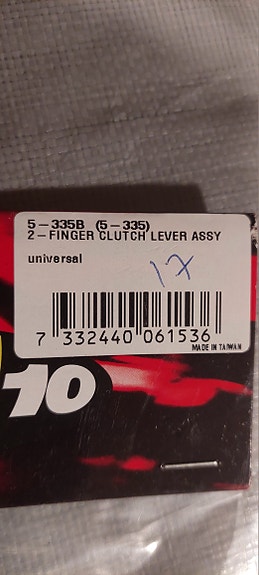 5-335B (5-335)
2-FINGER CLUTCH LEVER ASSY
universal
17
7 332440 061536
MADE IN TAIWAN
10